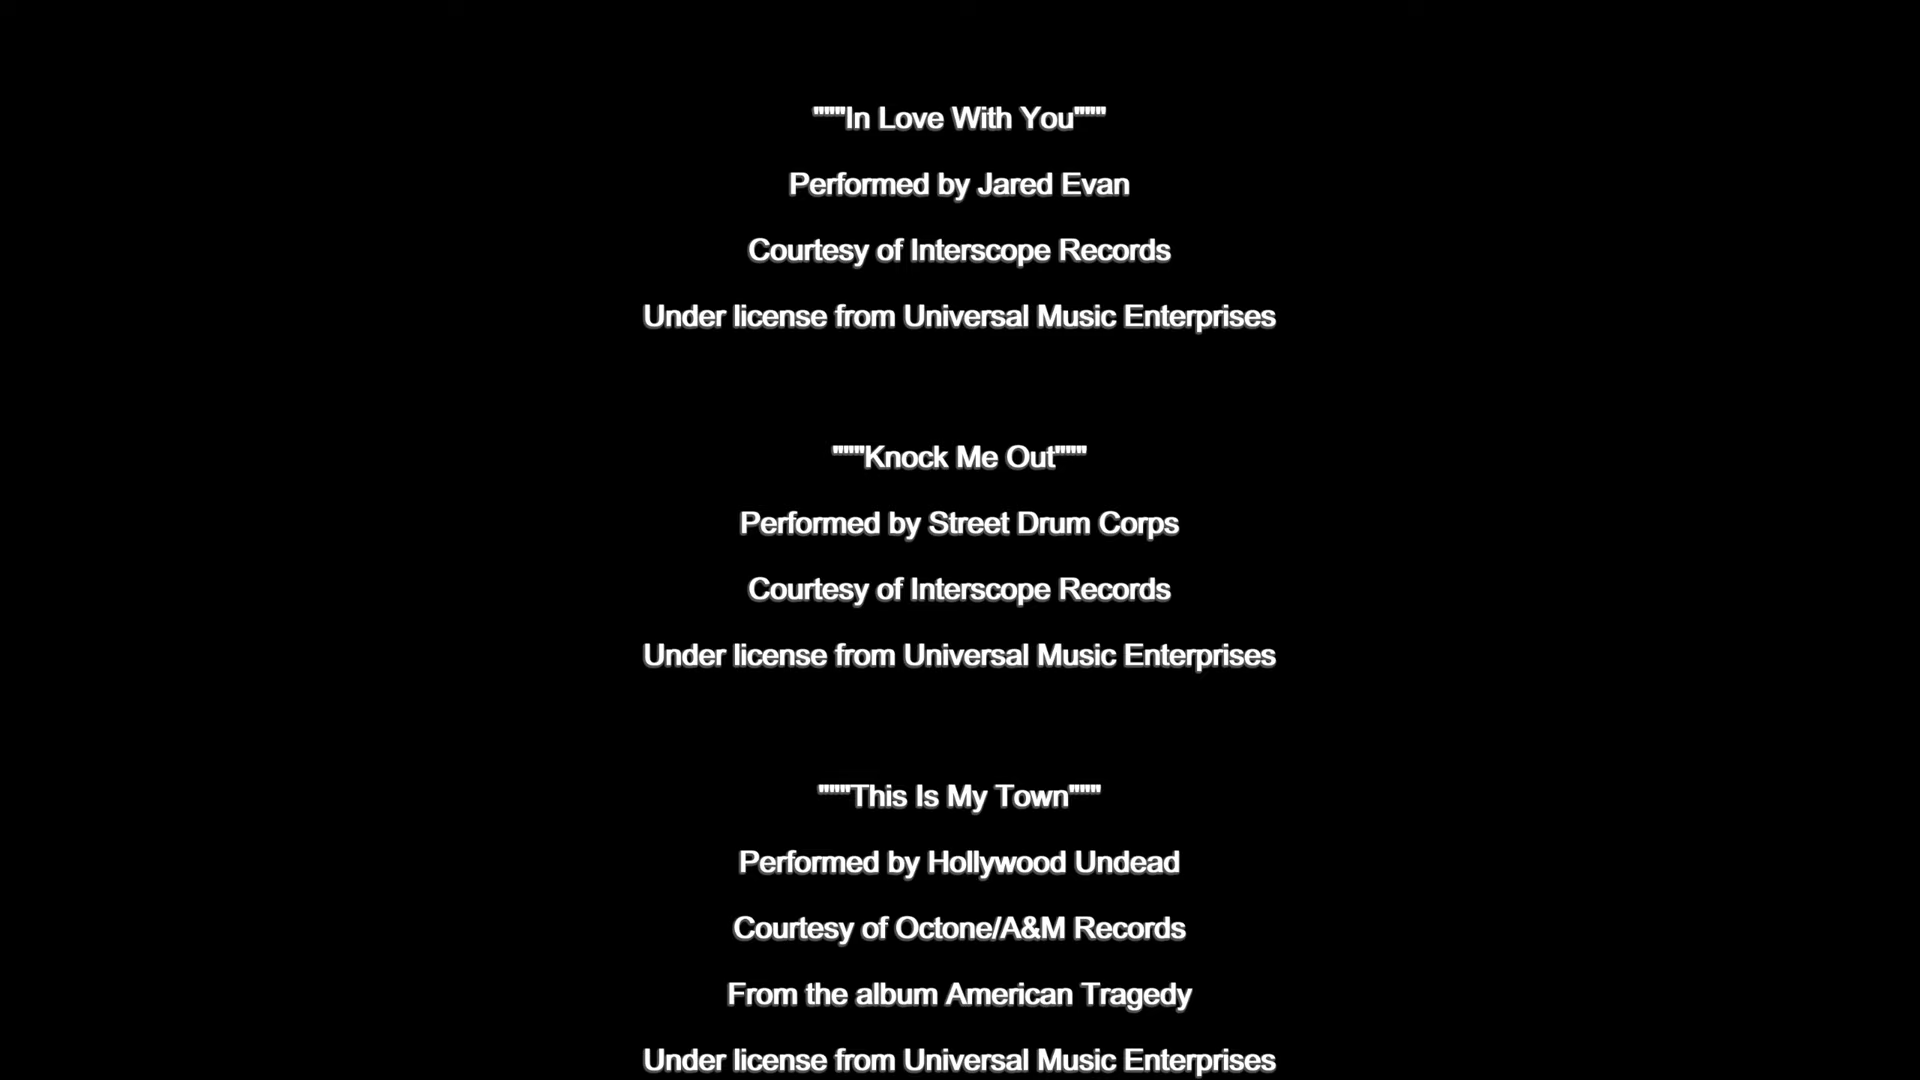 """In Love With You"""
Performed by Jared Evan
Courtesy of Interscope Records
Under license from Universal Music Enterprises
"""Knock Me Out"""
Performed by Street Drum Corps
Courtesy of Interscope Records
Under license from Universal Music Enterprises
"""This Is My Town"""
Performed by Hollywood Undead
Courtesy of Octone/A&M Records
From the album American Tragedy
Under license from Universal Music Enterprises